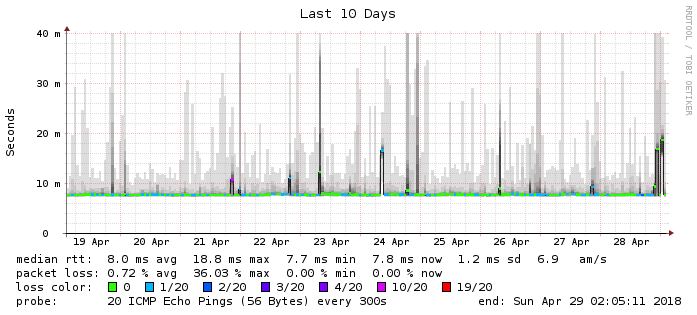 Last 10 Days
RRDTOOL / TOBI OETIKER
Seconds
40 m
30 m
20 m
10 m
0
19 Apr 20 Apr 21 Apr 22 Apr 23 Apr 24 Apr 25 Apr 26 Apr 27 Apr 28 Apr
median rtt: 8.0 ms avg 18.8 ms max 7.7 ms min 7.8 ms now 1.2 ms sd 6.9 am/s
packet loss: 0.72 % avg 36.03 % max 0.00 % min 0.00 % now
loss color: 0 1/20 2/20 3/20 4/20 10/20 19/20
probe: 20 ICMP Echo Pings (56 Bytes) every 300s end: Sun Apr 29 02:05:11 2018